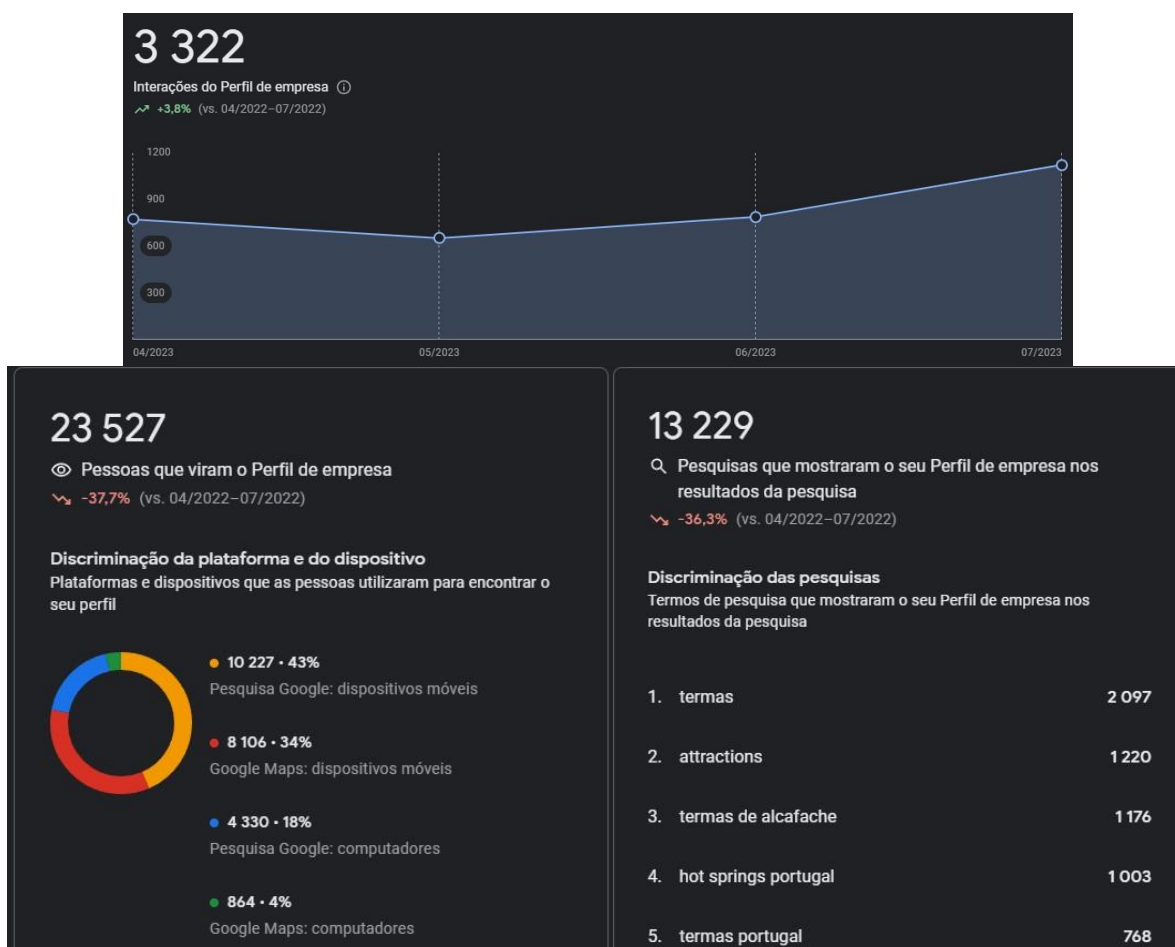 3 322
Interações do Perfil de empresa
+3,8% (vs. 04/2022–07/2022)
1200
900
600
300
04/2023
05/2023
06/2023
07/2023
23 527
Pessoas que viram o Perfil de empresa
-37,7% (vs. 04/2022–07/2022)
Discriminação da plataforma e do dispositivo
Plataformas e dispositivos que as pessoas utilizaram para encontrar o
seu perfil
10 227 · 43%
Pesquisa Google: dispositivos móveis
8 106 · 34%
Google Maps: dispositivos móveis
4 330 · 18%
Pesquisa Google: computadores
864 · 4%
Google Maps: computadores
13 229
Pesquisas que mostraram o seu Perfil de empresa nos
resultados da pesquisa
-36,3% (vs. 04/2022–07/2022)
Discriminação das pesquisas
Termos de pesquisa que mostraram o seu Perfil de empresa nos
resultados da pesquisa
1. termas 2 097
2. attractions 1 220
3. termas de alcafache 1 176
4. hot springs portugal 1 003
5. termas portugal 768